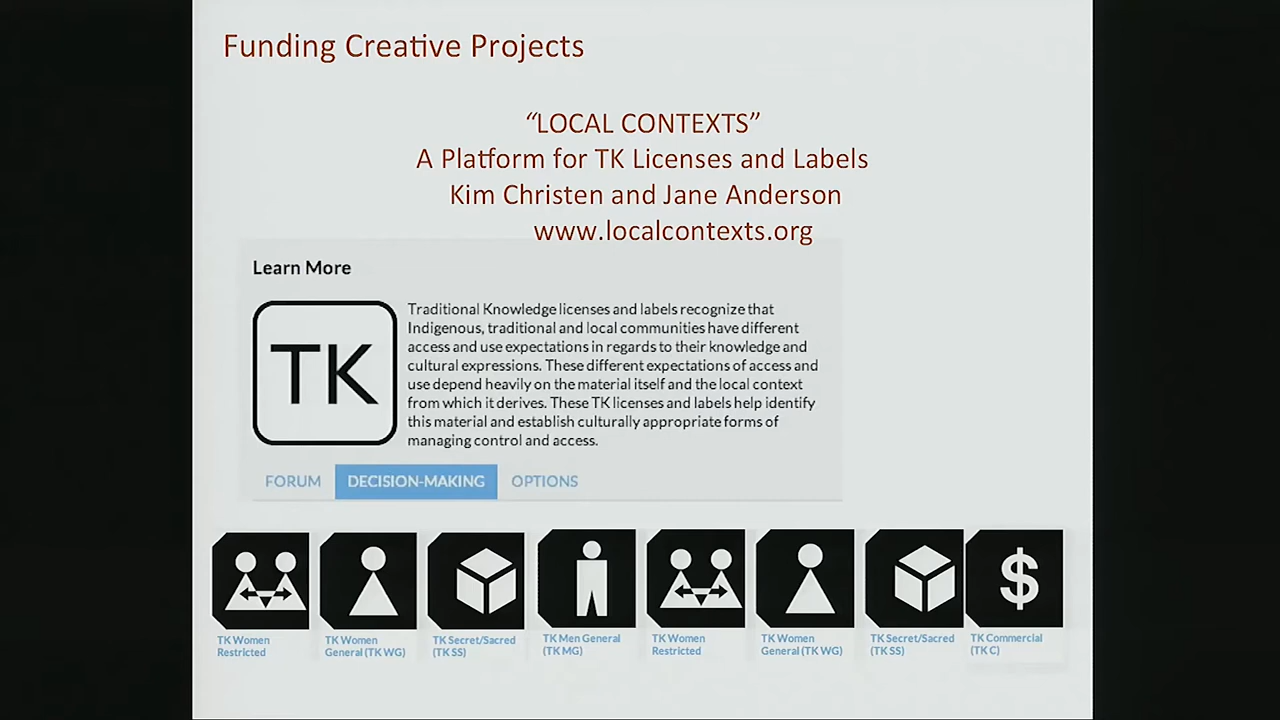 Funding Creative Projects
“LOCAL CONTEXTS”
A Platform for TK Licenses and Labels
Kim Christen and Jane Anderson
www.localcontexts.org
Learn More
TK
Traditional Knowledge licenses and labels recognize that
Indigenous, traditional and local communities have different
access and use expectations in regards to their knowledge and
cultural expressions. These different expectations of access and
use depend heavily on the material itself and the local context
from which it derives. These TK licenses and labels help identify
this material and establish culturally appropriate forms of
managing control and access.
FORUM DECISION-MAKING OPTIONS
$
TK Women
Restricted
TK Women
General (TK WG)
TK Secret/Sacred
(TK SS)
TK Men General
(TK MG)
TK Women
Restricted
TK Women
General (TK WG)
TK Secret/Sacred
(TK SS)
TK Commercial
(TK C)